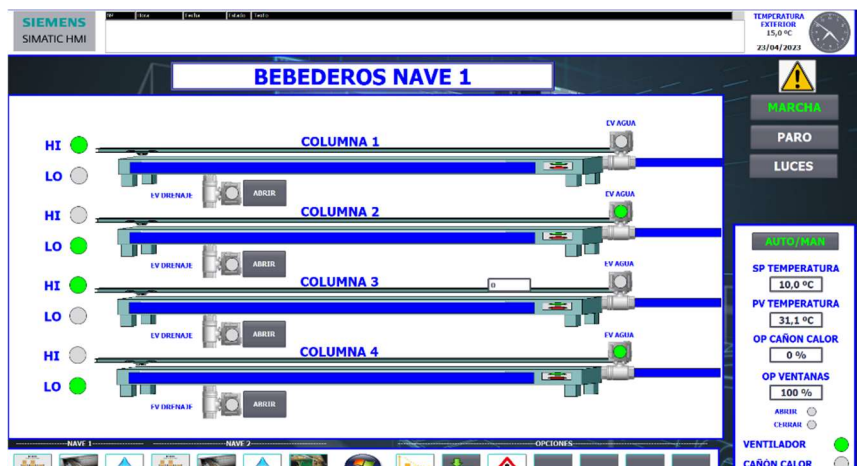 SIEMENS
SIMATIC HMI
Nº Hora Fecha Estado Texto
TEMPERATURA
EXTERIOR
15,0 ºC
23/04/2023
BEBEDEROS NAVE 1
MARCHA
PARO
LUCES
EV AGUA
HI
COLUMNA 1
LO
EV DRENAJE
ABRIR
EV AGUA
HI
COLUMNA 2
LO
EV DRENAJE
ABRIR
EV AGUA
HI
COLUMNA 3
0
LO
EV DRENAJE
ABRIR
EV AGUA
HI
COLUMNA 4
LO
EV DRENAJE
ABRIR
AUTO/MAN
SP TEMPERATURA
10,0 ºC
PV TEMPERATURA
31,1 ºC
OP CAÑON CALOR
0 %
OP VENTANAS
100 %
ABRIR
CERRAR
VENTILADOR
CAÑÓN CALOR
NAVE 1
NAVE 2
OPCIONES